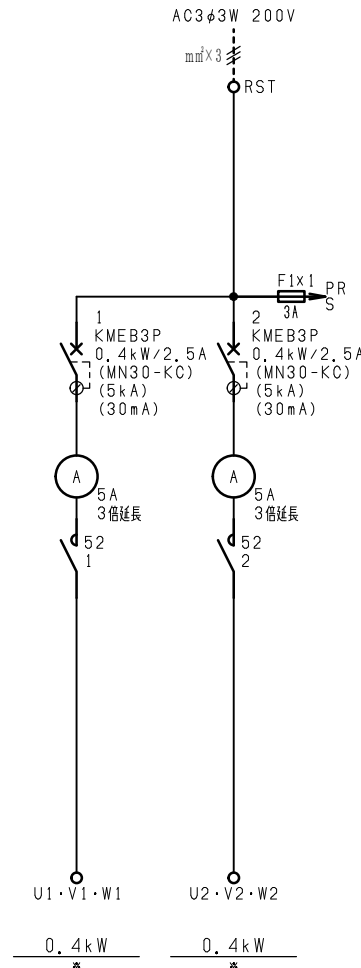 AC3φ3W 200V
mm²×3
RST
F1×1
3A
PR
S
1
KMEB3P
0.4kW/2.5A
(MN30-KC)
(5kA)
(30mA)
2
KMEB3P
0.4kW/2.5A
(MN30-KC)
(5kA)
(30mA)
A
5A
3倍延長
A
5A
3倍延長
52
1
52
2
U1・V1・W1
U2・V2・W2
0.4kW
※
0.4kW
※